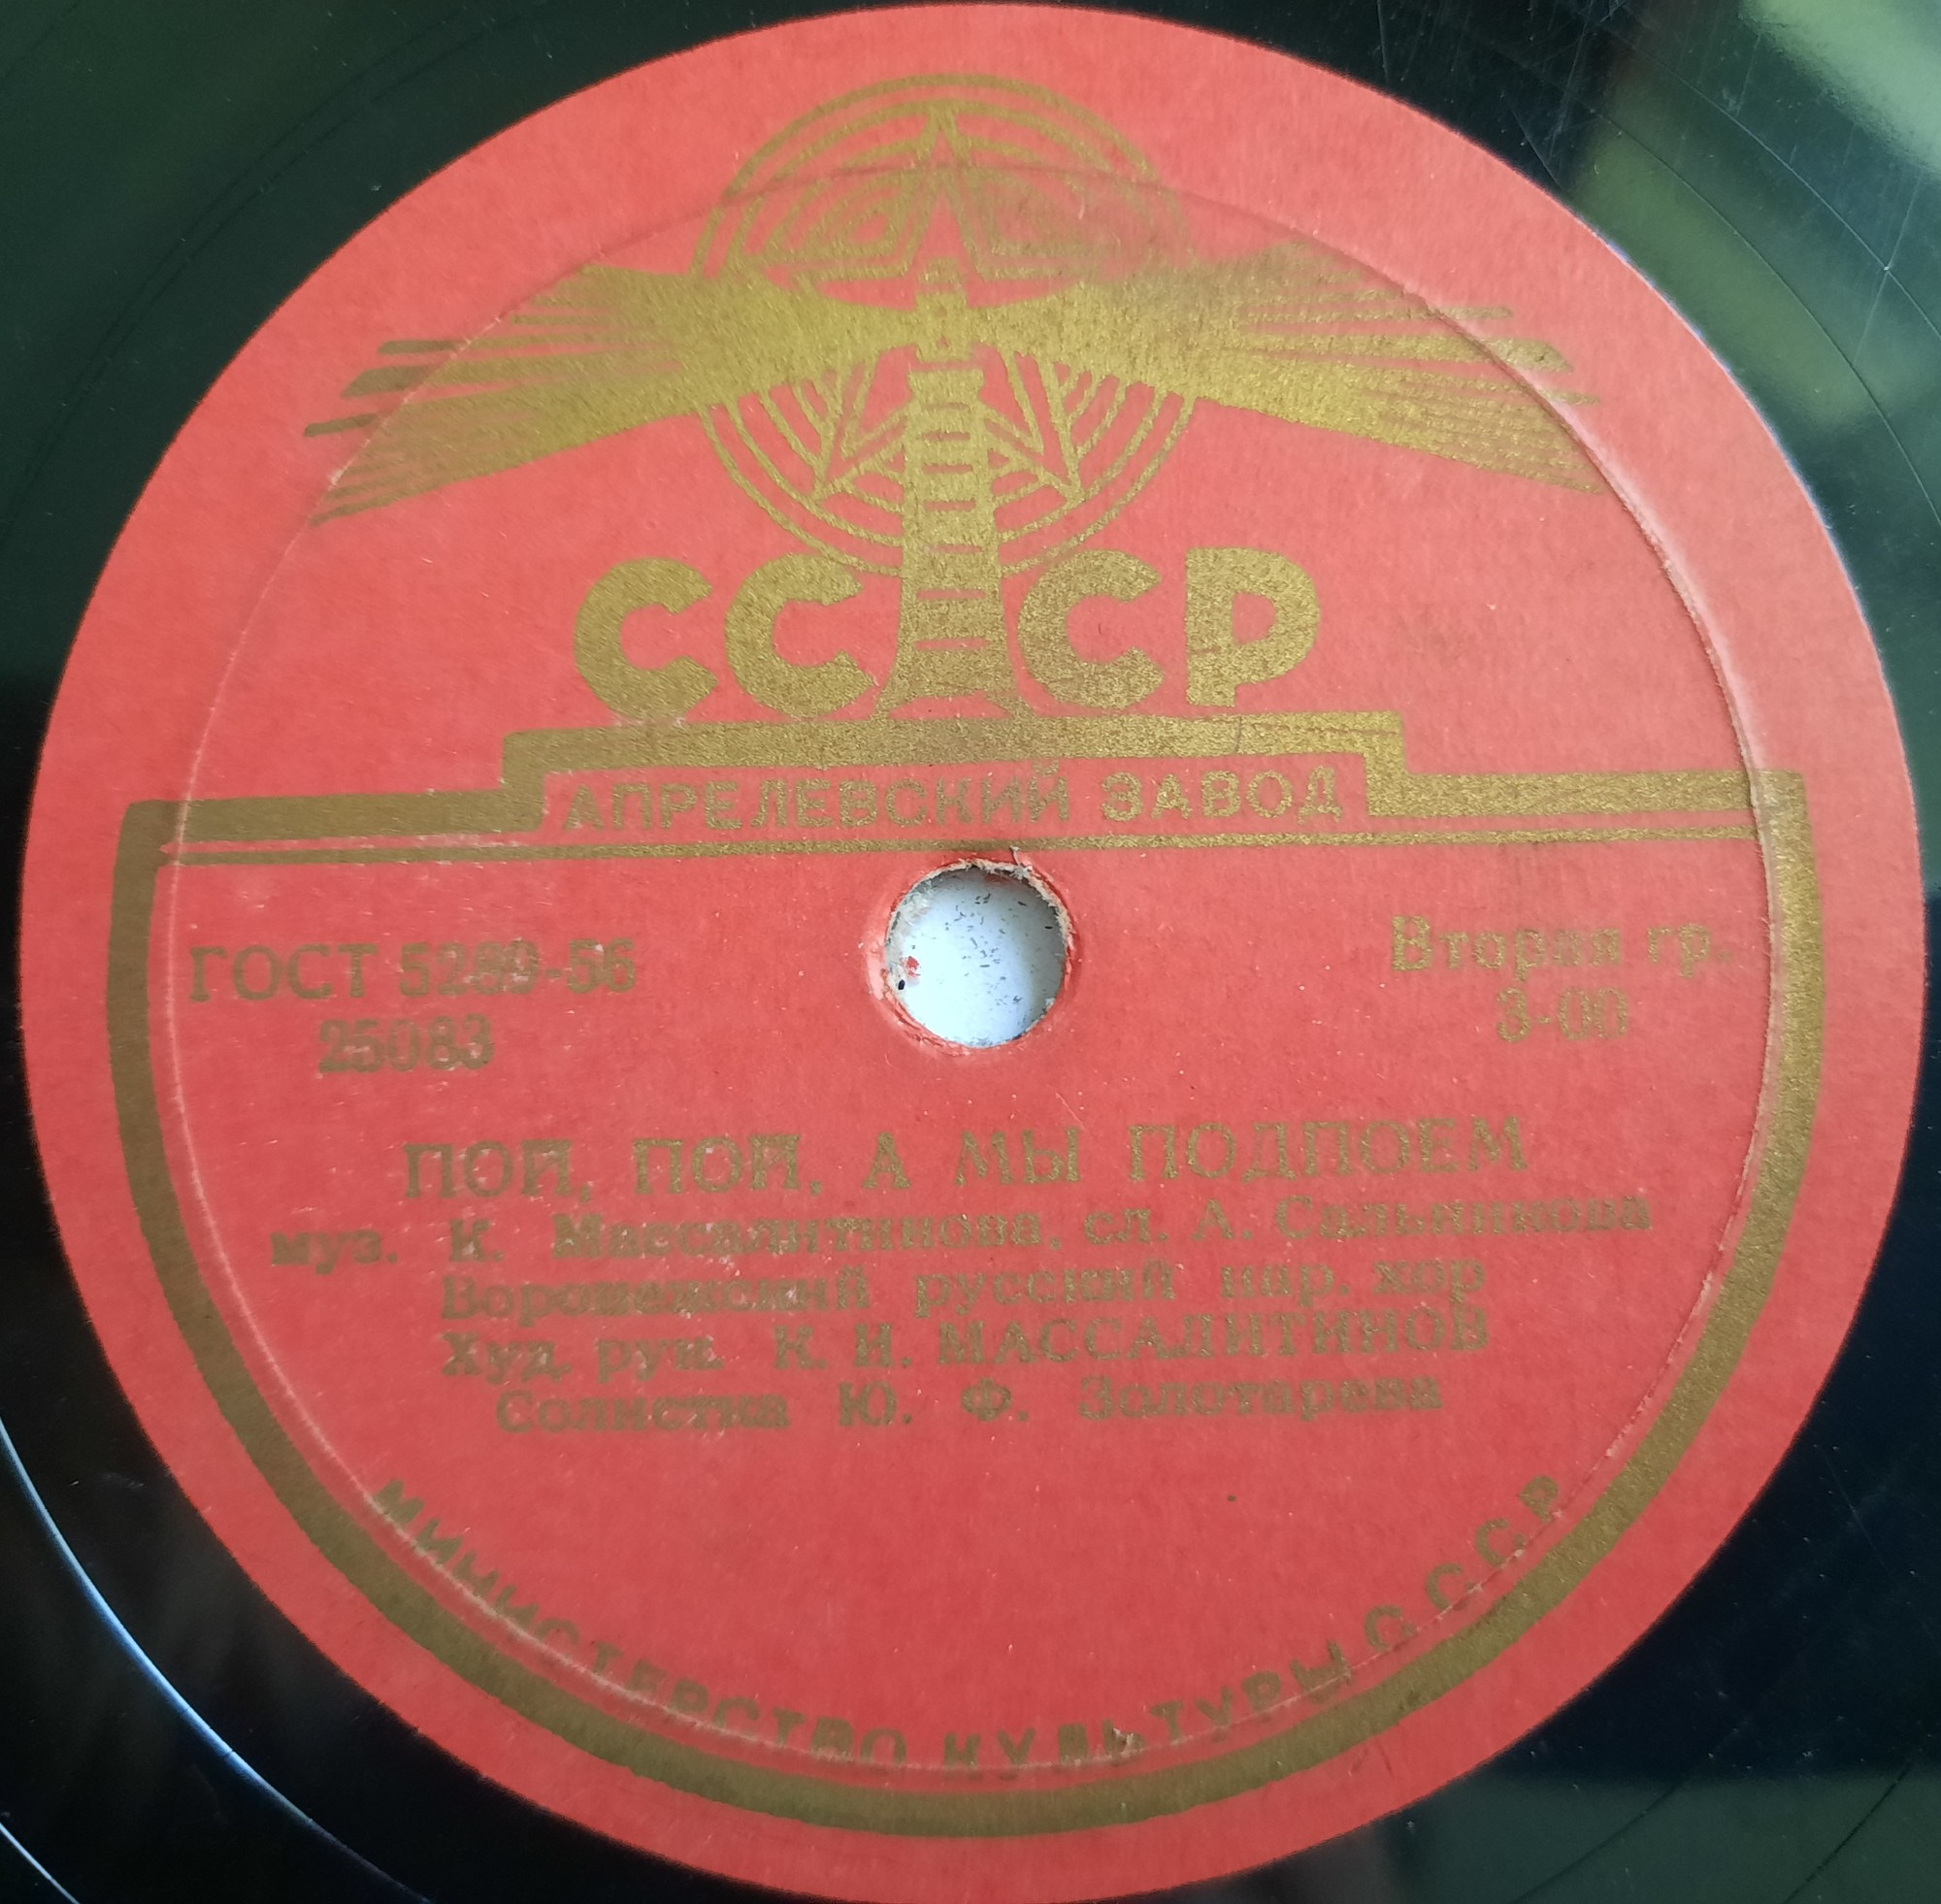 СССР
АПРЕЛЕВСКИЙ ЗАВОД
ГОСТ 5289-56
25083
Вторая гр.
3-00
ПОЙ, ПОЙ, А МЫ ПОДПОЕМ
муз. К. Массалитинова, сл. А. Сальникова
Воронежский русский нар. хор
Худ. рук. К. И. МАССАЛИТИНОВ
Солистка Ю. Ф. Золотарева
МИНИСТЕРСТВО КУЛЬТУРЫ СССР